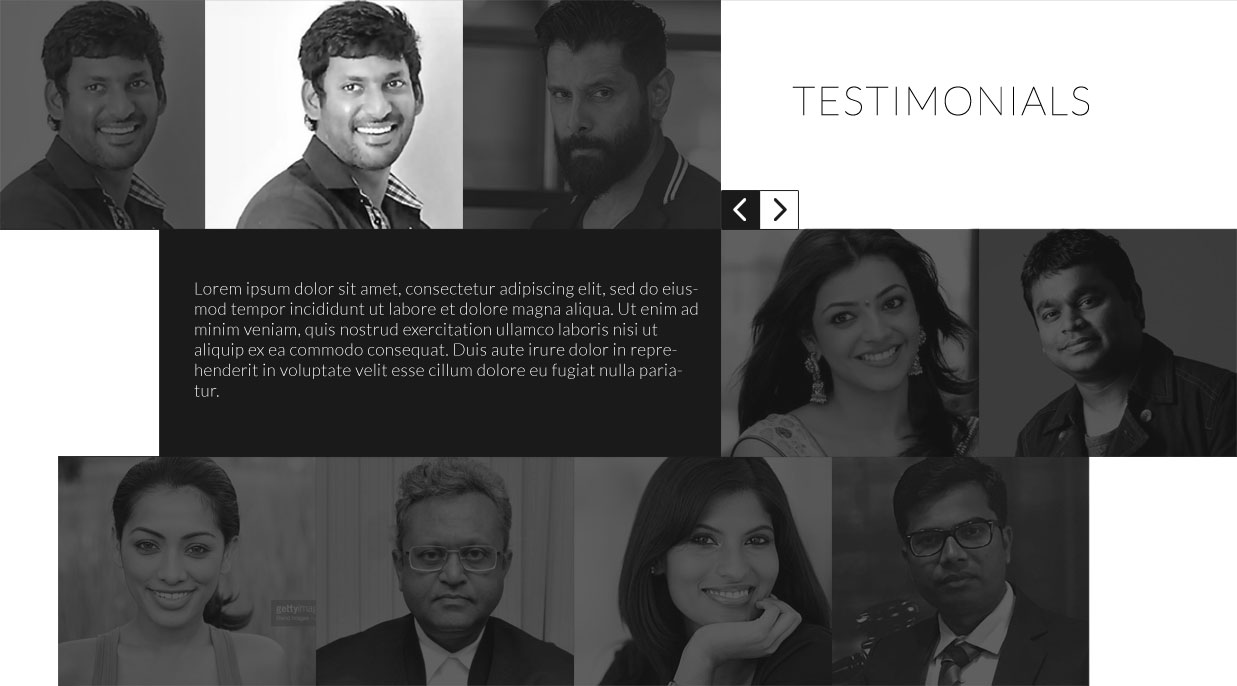 TESTIMONIALS
Lorem ipsum dolor sit amet, consectetur adipiscing elit, sed do eius-
mod tempor incididunt ut labore et dolore magna aliqua. Ut enim ad
minim veniam, quis nostrud exercitation ullamco laboris nisi ut
aliquip ex ea commodo consequat. Duis aute irure dolor in repre-
henderit in voluptate velit esse cillum dolore eu fugiat nulla paria-
tur.